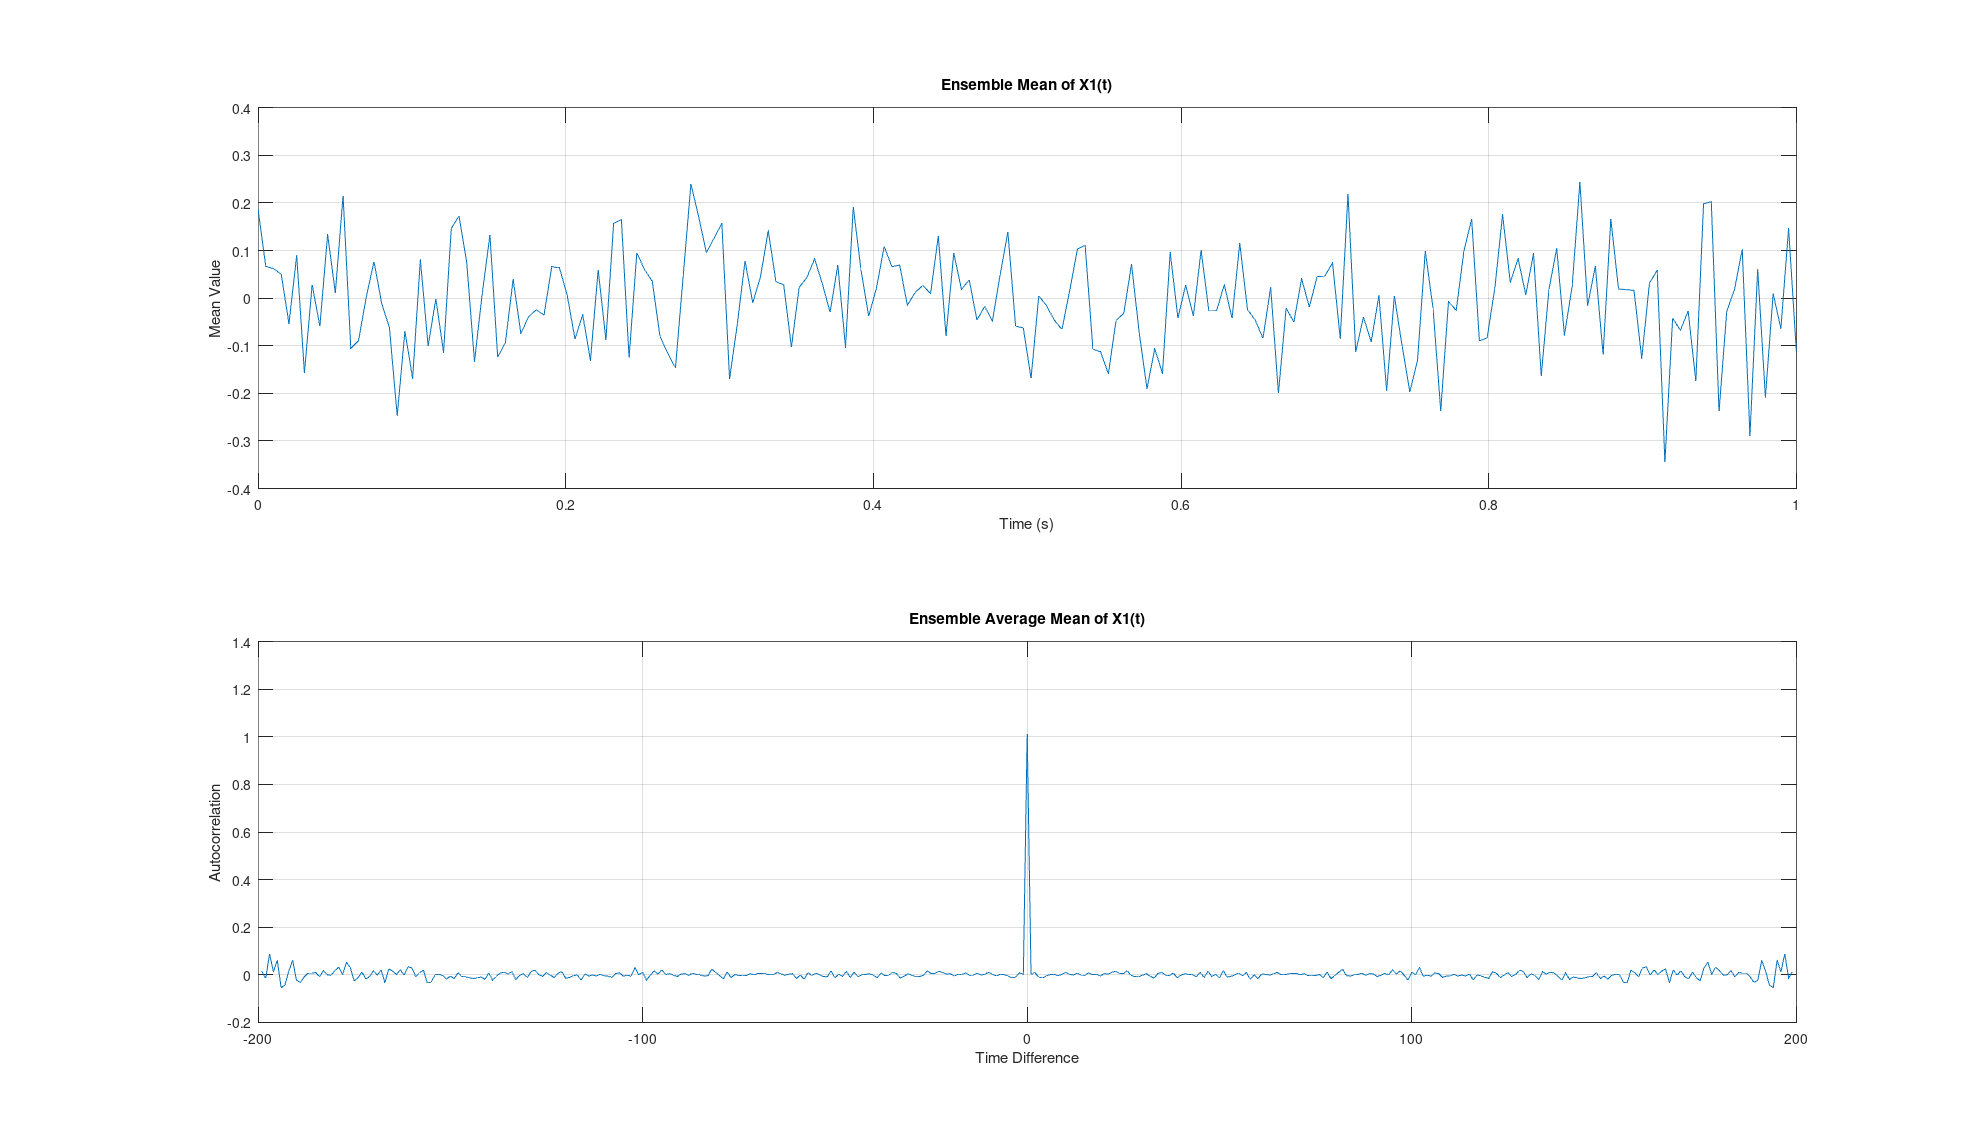 Ensemble Mean of X1(t)
0.4
0.3
0.2
0.1
0
-0.1
-0.2
-0.3
-0.4
Mean Value
0 0.2 0.4 0.6 0.8 1
Time (s)
Ensemble Average Mean of X1(t)
1.4
1.2
1
0.8
0.6
0.4
0.2
0
-0.2
Autocorrelation
-200 -100 0 100 200
Time Difference